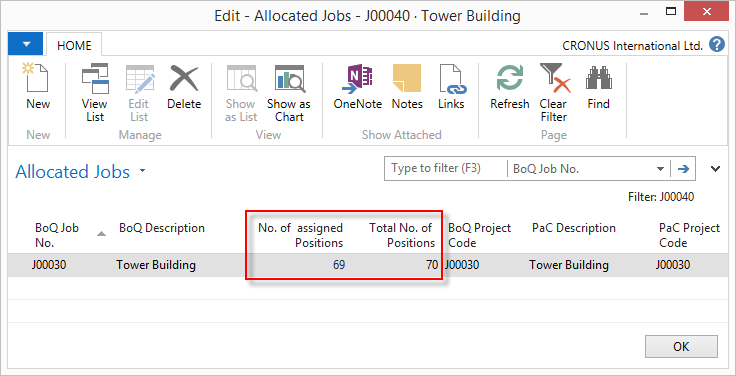 Edit - Allocated Jobs - J00040 · Tower Building
HOME
CRONUS International Ltd.
New
View List
Edit List
Delete
Show as List
Show as Chart
OneNote
Notes
Links
Refresh
Clear Filter
Find
New
Manage
View
Show Attached
Page
Allocated Jobs
Type to filter (F3)
BoQ Job No.
Filter: J00040
BoQ Job No.
BoQ Description
No. of assigned Positions
Total No. of Positions
BoQ Project Code
PaC Description
PaC Project Code
J00030
Tower Building
69
70
J00030
Tower Building
J00030
OK